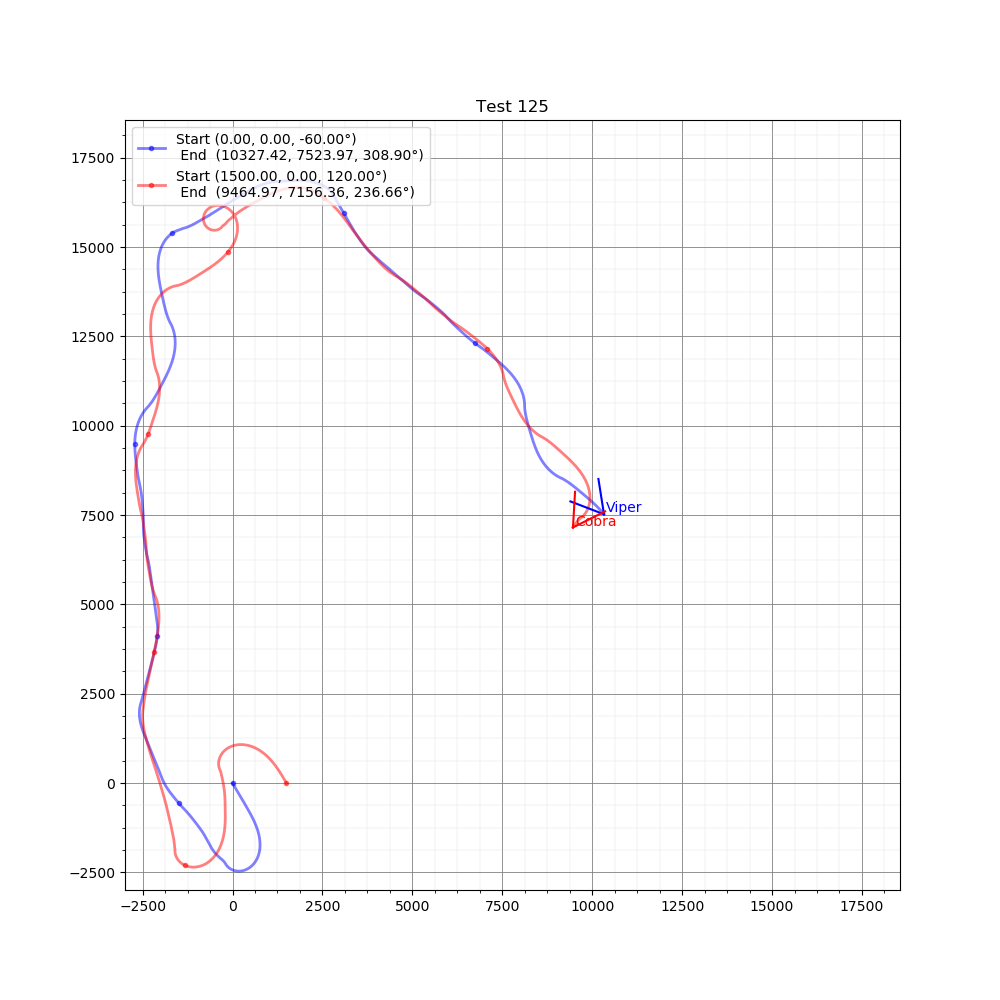 Test 125
Start (0.00, 0.00, -60.00°)
End (10327.42, 7523.97, 308.90°)
Start (1500.00, 0.00, 120.00°)
End (9464.97, 7156.36, 236.66°)
17500
15000
12500
10000
7500
5000
2500
0
−2500
Viper
Cobra
−2500 0 2500 5000 7500 10000 12500 15000 17500